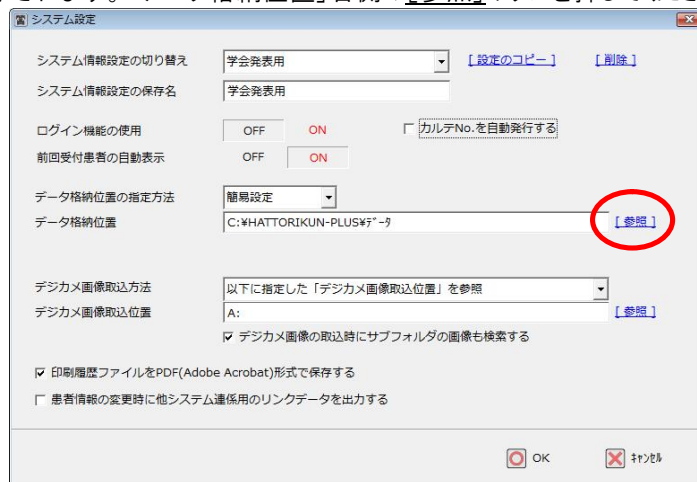 システム設定
システム情報設定の切り替え 学会発表用 [設定のコピー] [削除]
システム情報設定の保存名 学会発表用
ログイン機能の使用 OFF ON カルテNo.を自動発行する
前回受付患者の自動表示 OFF ON
データ格納位置の指定方法 簡易設定
データ格納位置 C:¥HATTORIKUN-PLUS¥ﾃﾞｰﾀ [参照]
デジカメ画像取込方法 以下に指定した「デジカメ画像取込位置」を参照
デジカメ画像取込位置 A: [参照]
デジカメ画像の取込時にサブフォルダの画像も検索する
印刷履歴ファイルをPDF(Adobe Acrobat)形式で保存する
患者情報の変更時に他システム連係用のリンクデータを出力する
OK ｷｬﾝｾﾙ